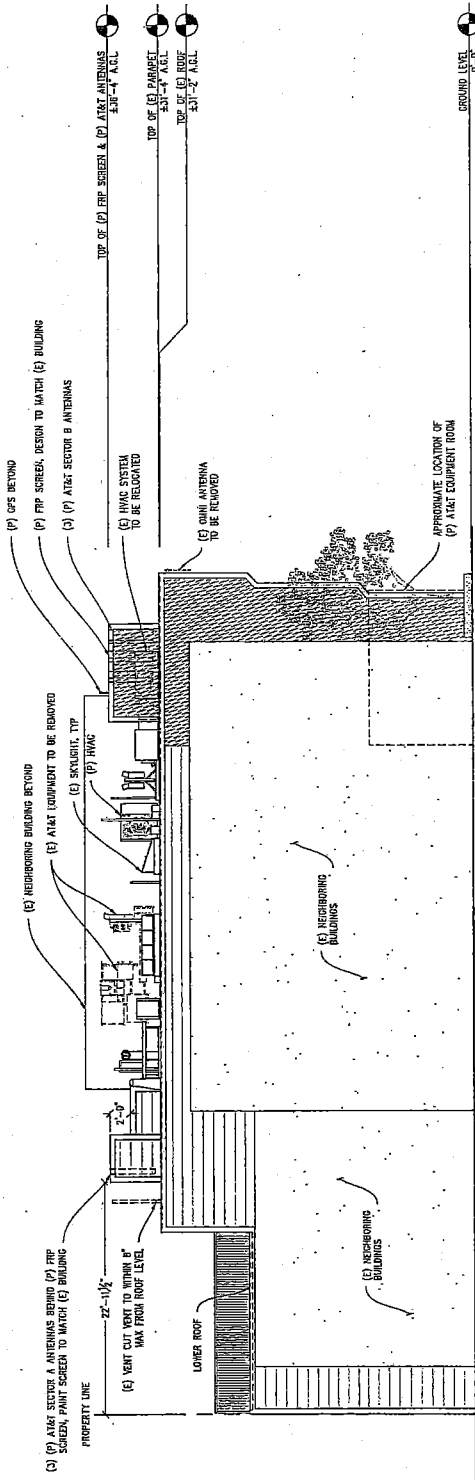 (3) (P) AT&T SECTOR A ANTENNAS BEHIND (P) FRP
SCREEN, PAINT SCREEN TO MATCH (E) BUILDING
PROPERTY LINE
22'-11½"
2'-0"
(E) VENT CUT VENT TO WITHIN 8"
MAX FROM ROOF LEVEL
LOWER ROOF
(E) NEIGHBORING BUILDING BEYOND
(E) AT&T EQUIPMENT TO BE REMOVED
(E) SKYLIGHT, TYP
(P) HVAC
(P) GPS BEYOND
(P) FRP SCREEN, DESIGN TO MATCH (E) BUILDING
(3) (P) AT&T SECTOR B ANTENNAS
(E) HVAC SYSTEM
TO BE RELOCATED
(E) OMNI ANTENNA
TO BE REMOVED
TOP OF (P) FRP SCREEN & (P) AT&T ANTENNAS
±36'-4" A.G.L
TOP OF (E) PARAPET
±31'-4" A.G.L
TOP OF (E) ROOF
±31'-2" A.G.L
(E) NEIGHBORING
BUILDINGS
(E) NEIGHBORING
BUILDINGS
APPROXIMATE LOCATION OF
(P) AT&T EQUIPMENT ROOM
GROUND LEVEL